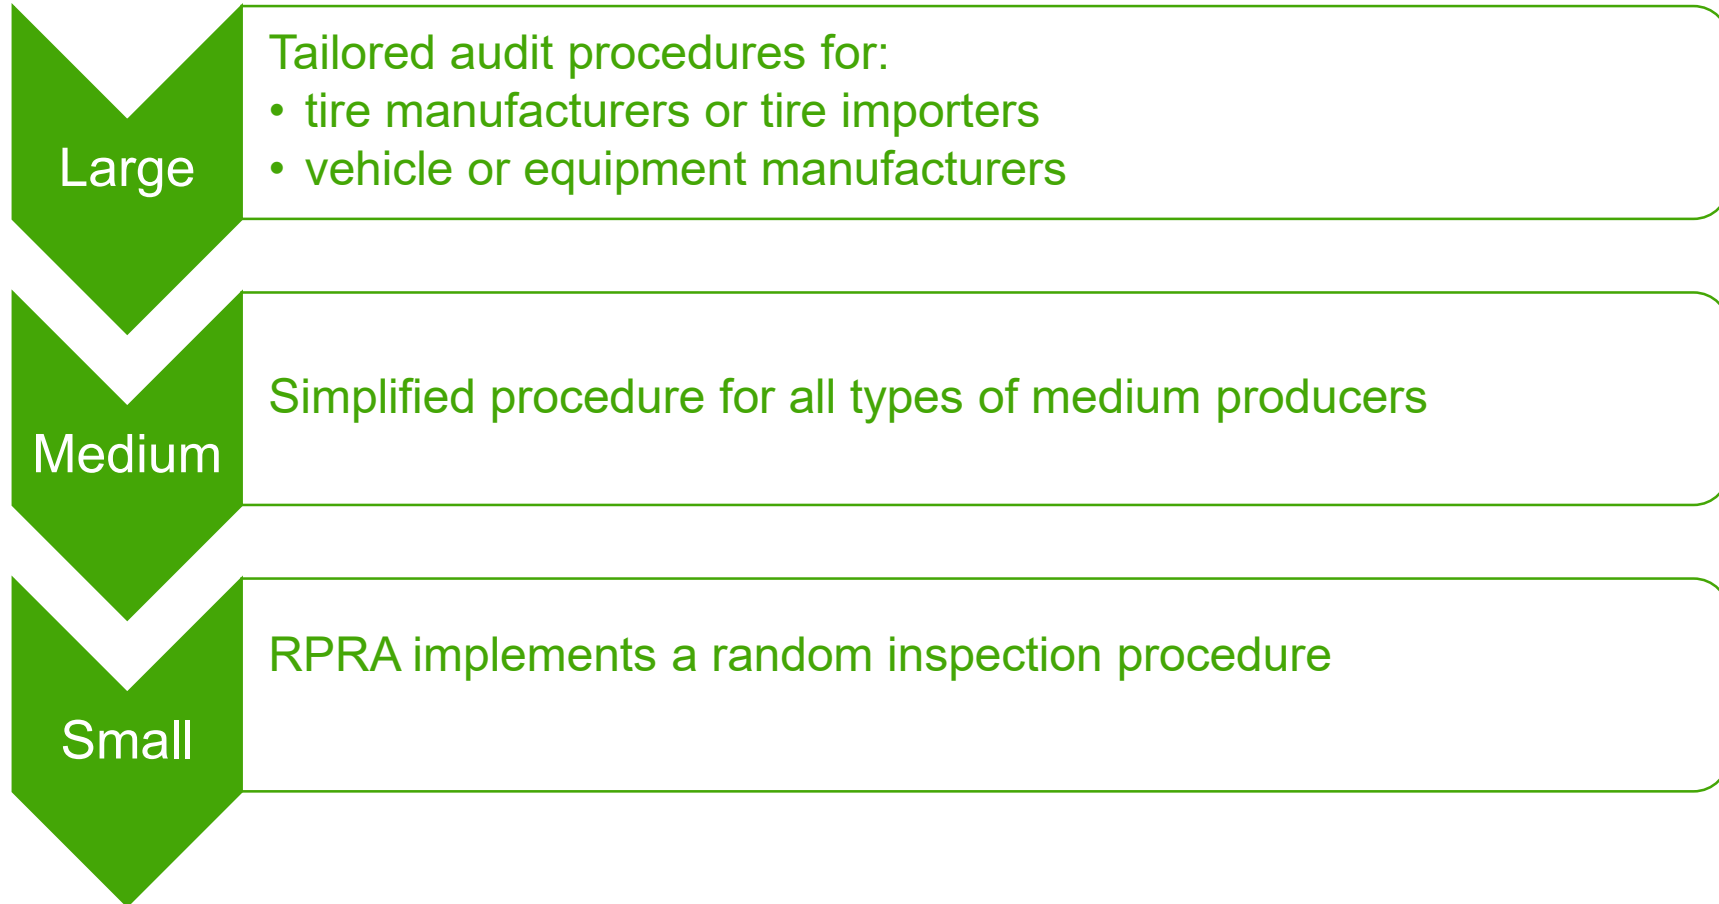 Large
Tailored audit procedures for:
• tire manufacturers or tire importers
• vehicle or equipment manufacturers
Medium
Simplified procedure for all types of medium producers
Small
RPRA implements a random inspection procedure